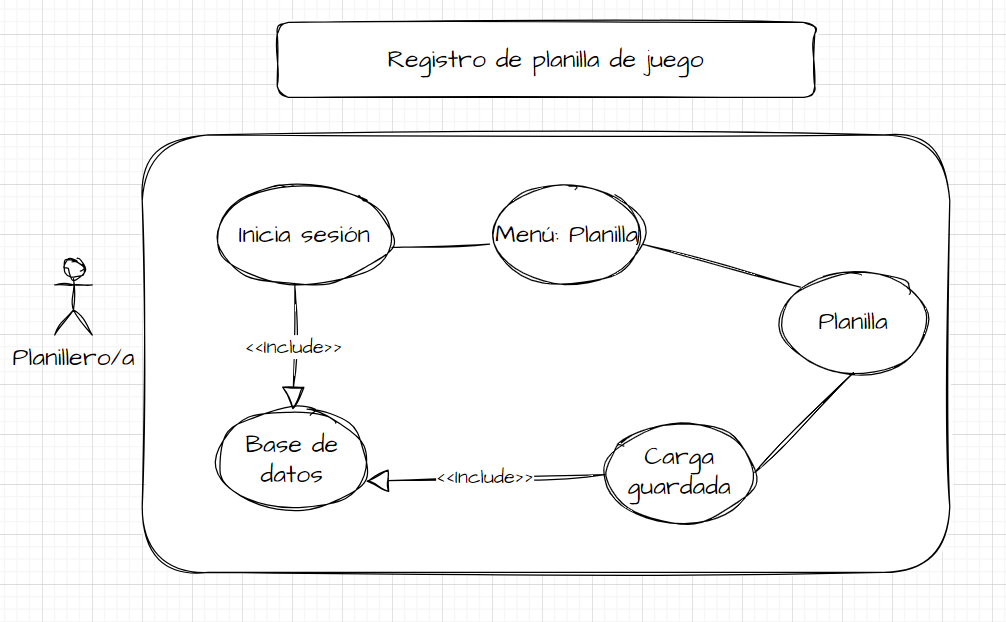 Registro de planilla de juego
Inicia sesión
Menú: Planilla
Planilla
Planillero/a
<<Include>>
Base de
datos
<<Include>>
Carga
guardada